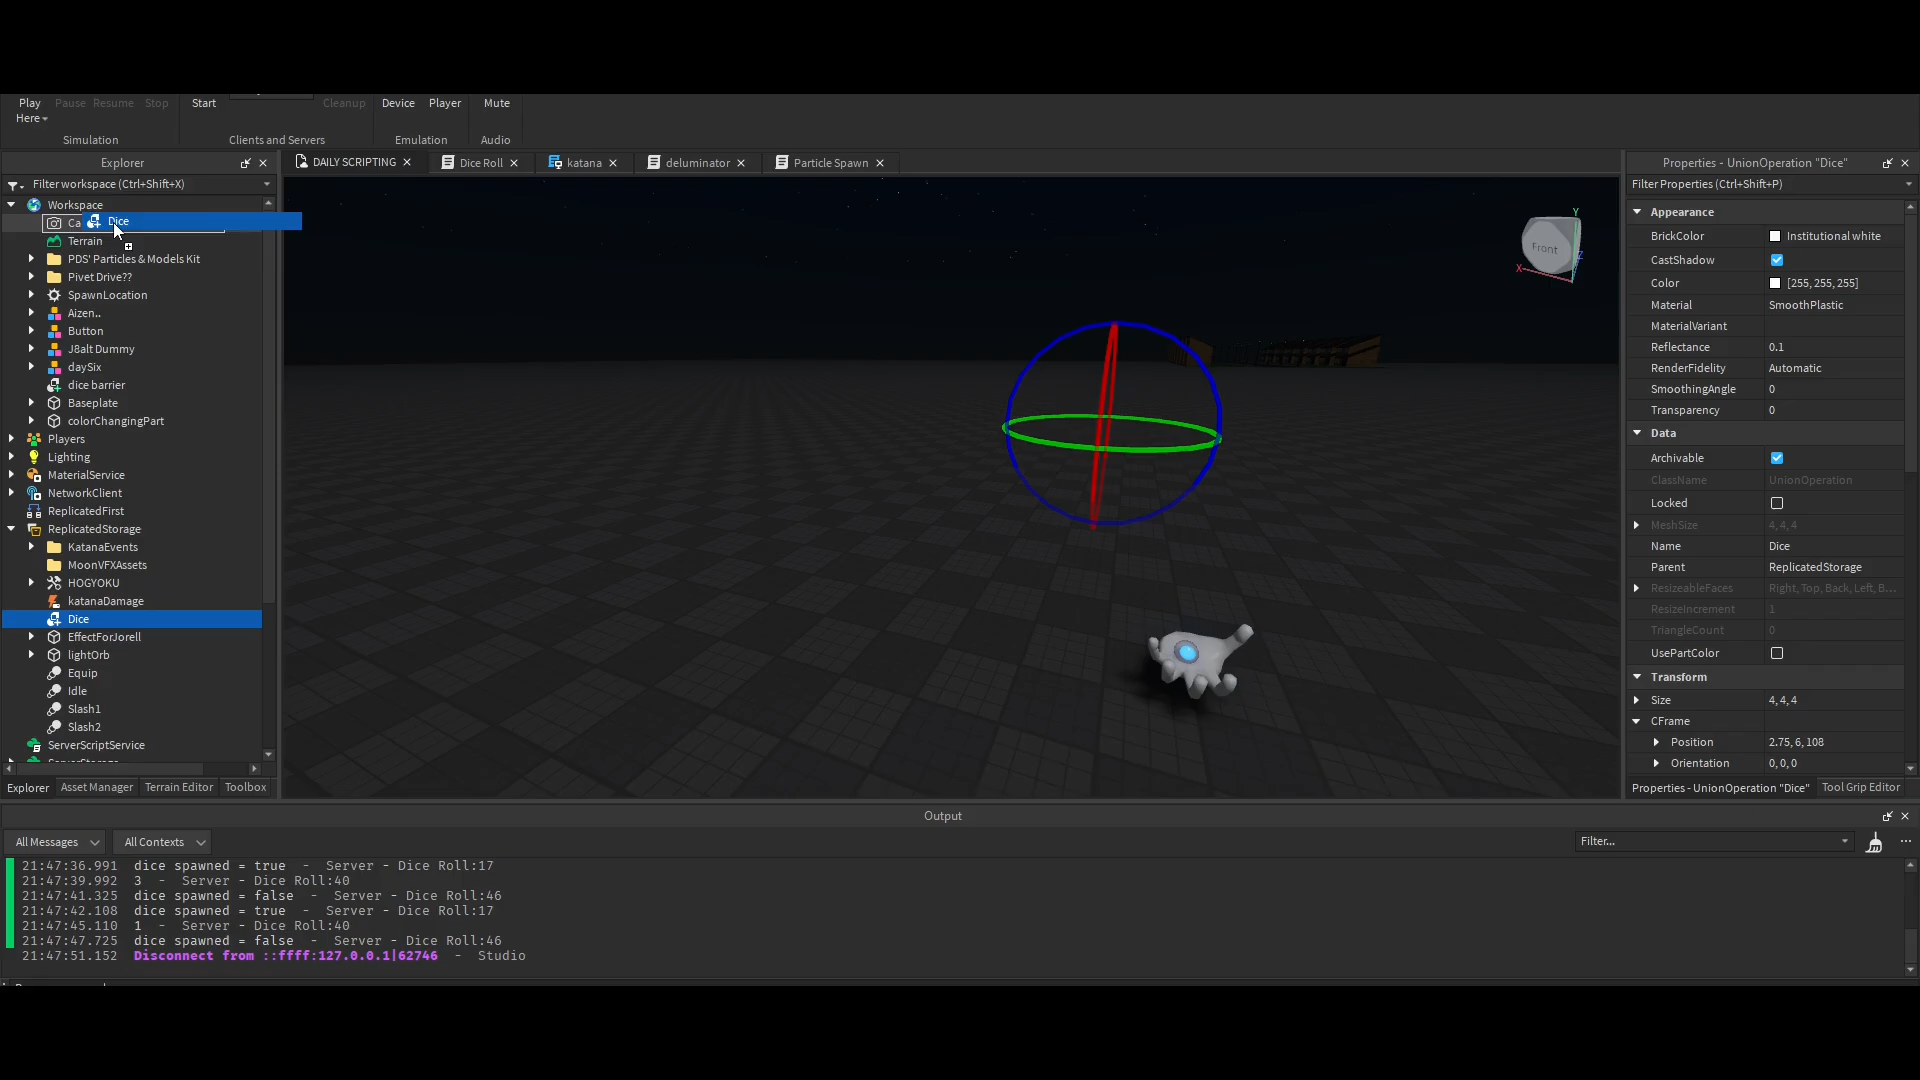 Play Pause Resume Stop Start Cleanup Device Player Mute
Here
Simulation Clients and Servers Emulation Audio
Explorer
DAILY SCRIPTING
Dice Roll
katana
deluminator
Particle Spawn
Properties - UnionOperation "Dice"
Filter workspace (Ctrl+Shift+X)
Filter Properties (Ctrl+Shift+P)
Workspace
Ca
Dice
Terrain
PDS' Particles & Models Kit
Pivet Drive??
SpawnLocation
Aizen..
Button
J8alt Dummy
daySix
dice barrier
Baseplate
colorChangingPart
Players
Lighting
MaterialService
NetworkClient
ReplicatedFirst
ReplicatedStorage
KatanaEvents
MoonVFXAssets
HOGYOKU
katanaDamage
Dice
EffectForJorell
lightOrb
Equip
Idle
Slash1
Slash2
ServerScriptService
Explorer Asset Manager Terrain Editor Toolbox
Front
X
Y
Z
Appearance
BrickColor Institutional white
CastShadow
Color [255, 255, 255]
Material SmoothPlastic
MaterialVariant
Reflectance 0.1
RenderFidelity Automatic
SmoothingAngle 0
Transparency 0
Data
Archivable
ClassName UnionOperation
Locked
MeshSize 4, 4, 4
Name Dice
Parent ReplicatedStorage
ResizeableFaces Right, Top, Back, Left, B...
ResizeIncrement 1
TriangleCount 0
UsePartColor
Transform
Size 4, 4, 4
CFrame
Position 2.75, 6, 108
Orientation 0, 0, 0
Properties - UnionOperation "Dice" Tool Grip Editor
Output
All Messages All Contexts Filter...
21:47:36.991 dice spawned = true - Server - Dice Roll:17
21:47:39.992 3 - Server - Dice Roll:40
21:47:41.325 dice spawned = false - Server - Dice Roll:46
21:47:42.108 dice spawned = true - Server - Dice Roll:17
21:47:45.110 1 - Server - Dice Roll:40
21:47:47.725 dice spawned = false - Server - Dice Roll:46
21:47:51.152 Disconnect from ::ffff:127.0.0.1|62746 - Studio